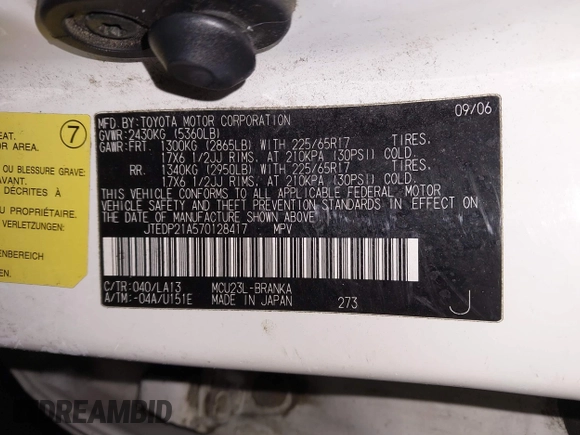 MFD.BY:TOYOTA MOTOR CORPORATION 09/06
GVWR:2430KG (5360LB)
GAWR:FRT. 1300KG (2865LB) WITH 225/65R17 TIRES,
17X6 1/2JJ RIMS, AT 210KPA (30PSI) COLD.
RR. 1340KG (2950LB) WITH 225/65R17 TIRES,
17X6 1/2JJ RIMS, AT 210KPA (30PSI) COLD.
THIS VEHICLE CONFORMS TO ALL APPLICABLE FEDERAL MOTOR
VEHICLE SAFETY AND THEFT PREVENTION STANDARDS IN EFFECT ON
THE DATE OF MANUFACTURE SHOWN ABOVE.
JTEDP21A570128417 MPV
C/TR:040/LA13 MCU23L-BRANKA
A/TM:-04A/U151E MADE IN JAPAN 273 J
7
EAT.
OR AREA.
OU BLESSURE GRAVE:
DÉCRITES À
PROPRIÉTAIRE.
ENBEREICH
DREAMBID